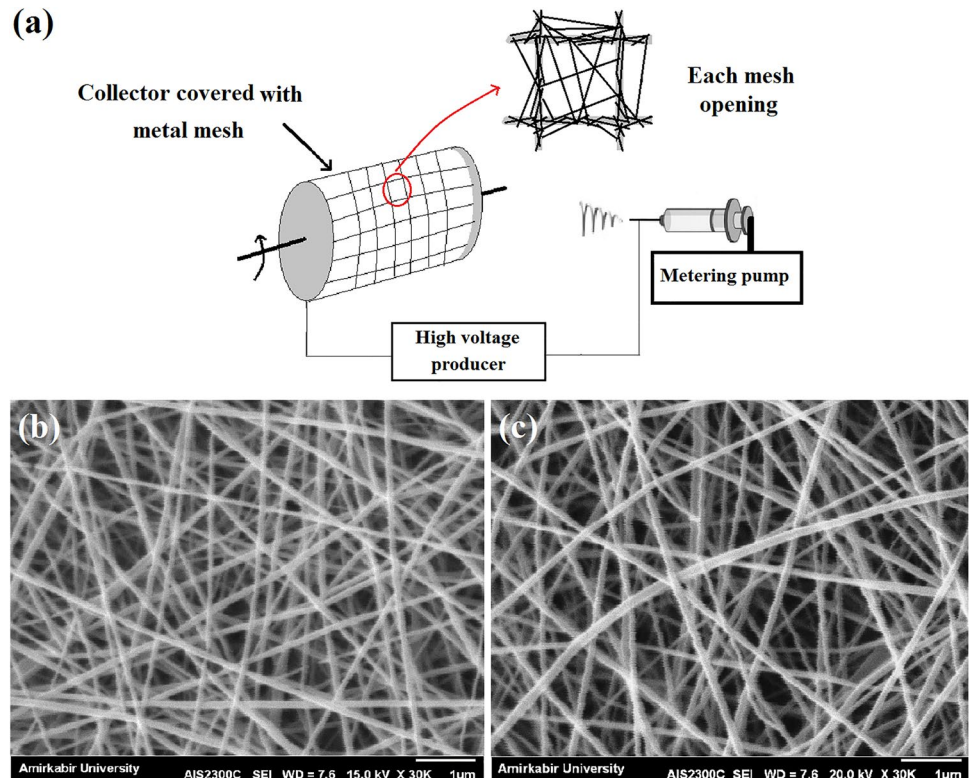 (a)
Collector covered with
metal mesh
Each mesh
opening
Metering pump
High voltage
producer
(b)
Amirkabir University
AIS2300C SEI WD = 7.6 15.0 kV X 30K 1um
(c)
Amirkabir University
AIS2300C SEI WD = 7.6 20.0 kV X 30K 1um